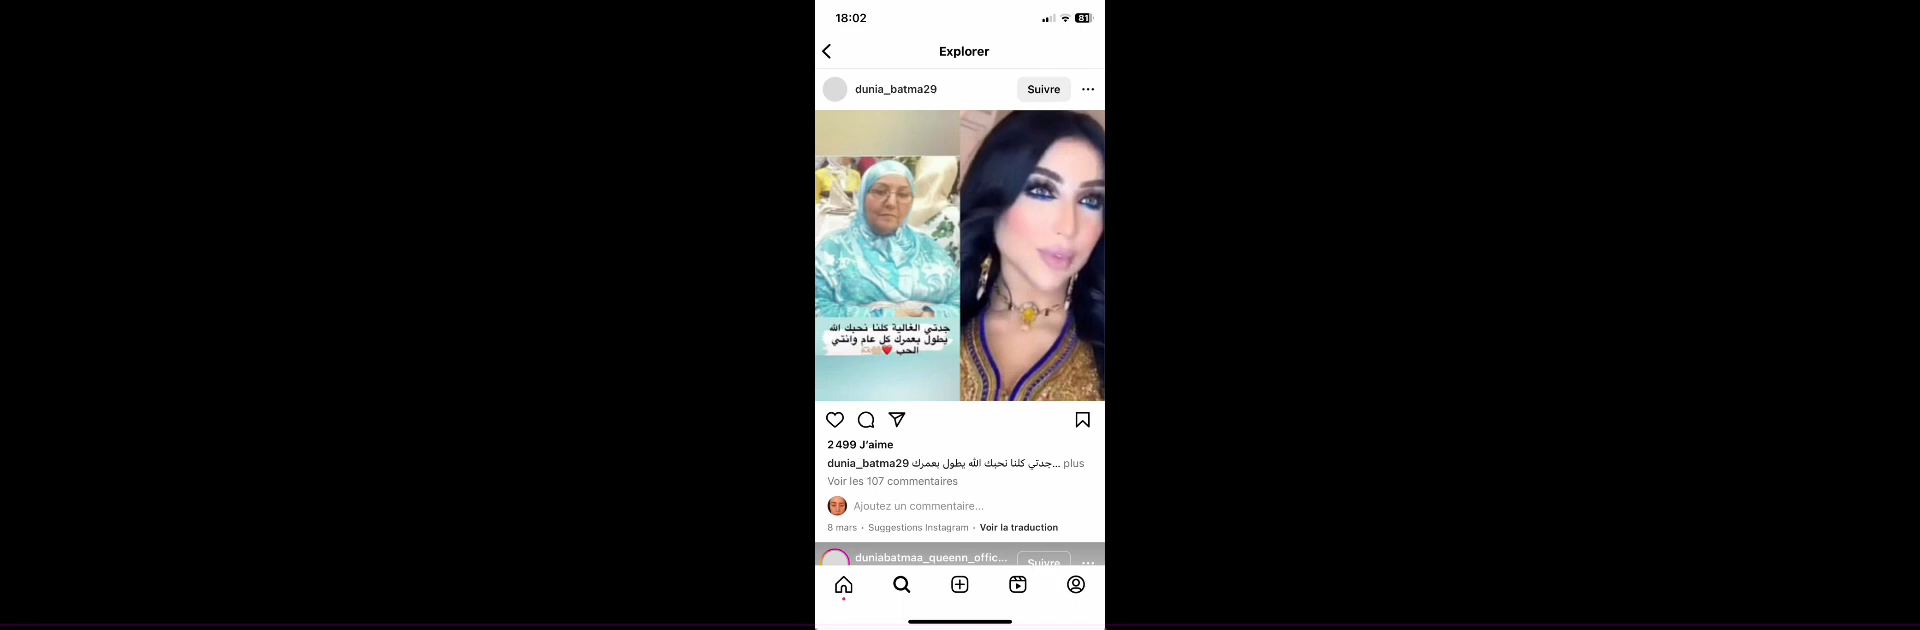 18:02
81
Explorer
dunia_batma29
Suivre
جدتي الغالية كلنا نحبك الله
يطول بعمرك كل عام وانتي
الحب ❤️🫶🏻
2 499 J'aime
dunia_batma29 جدتي كلنا نحبك الله يطول بعمرك... plus
Voir les 107 commentaires
Ajoutez un commentaire...
8 mars • Suggestions Instagram • Voir la traduction
duniabatmaa_queenn_offic...
Suivre